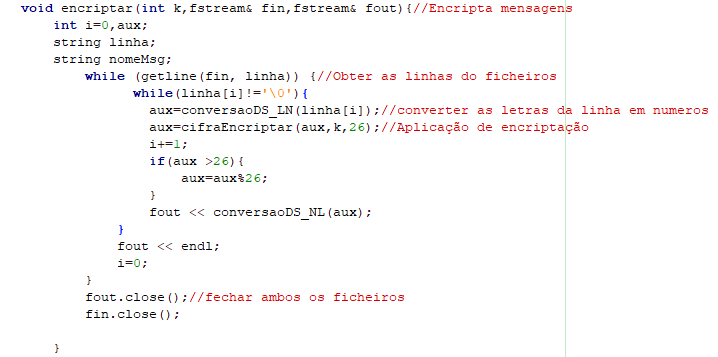 void encriptar(int k,fstream& fin,fstream& fout){//Encripta mensagens
int i=0,aux;
string linha;
string nomeMsg;
while (getline(fin, linha)) {//Obter as linhas do ficheiros
while(linha[i]!='\0'){
aux=conversaoDS_LN(linha[i]);//converter as letras da linha em numeros
aux=cifraEncriptar(aux,k,26);//Aplicação de encriptação
i+=1;
if(aux >26){
aux=aux%26;
}
fout << conversaoDS_NL(aux);
}
fout << endl;
i=0;
}
fout.close();//fechar ambos os ficheiros
fin.close();
}